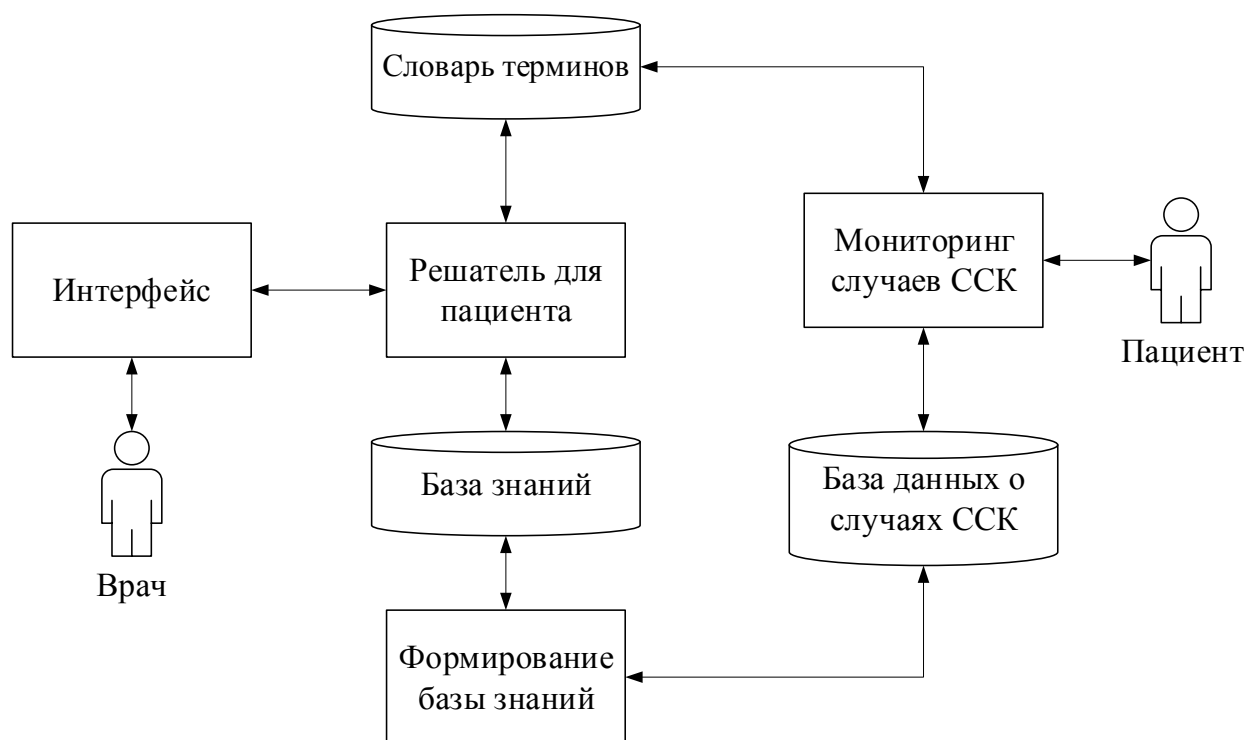 Словарь терминов
Интерфейс
Решатель для
пациента
Мониторинг
случаев ССК
Пациент
Врач
База знаний
База данных о
случаях ССК
Формирование
базы знаний